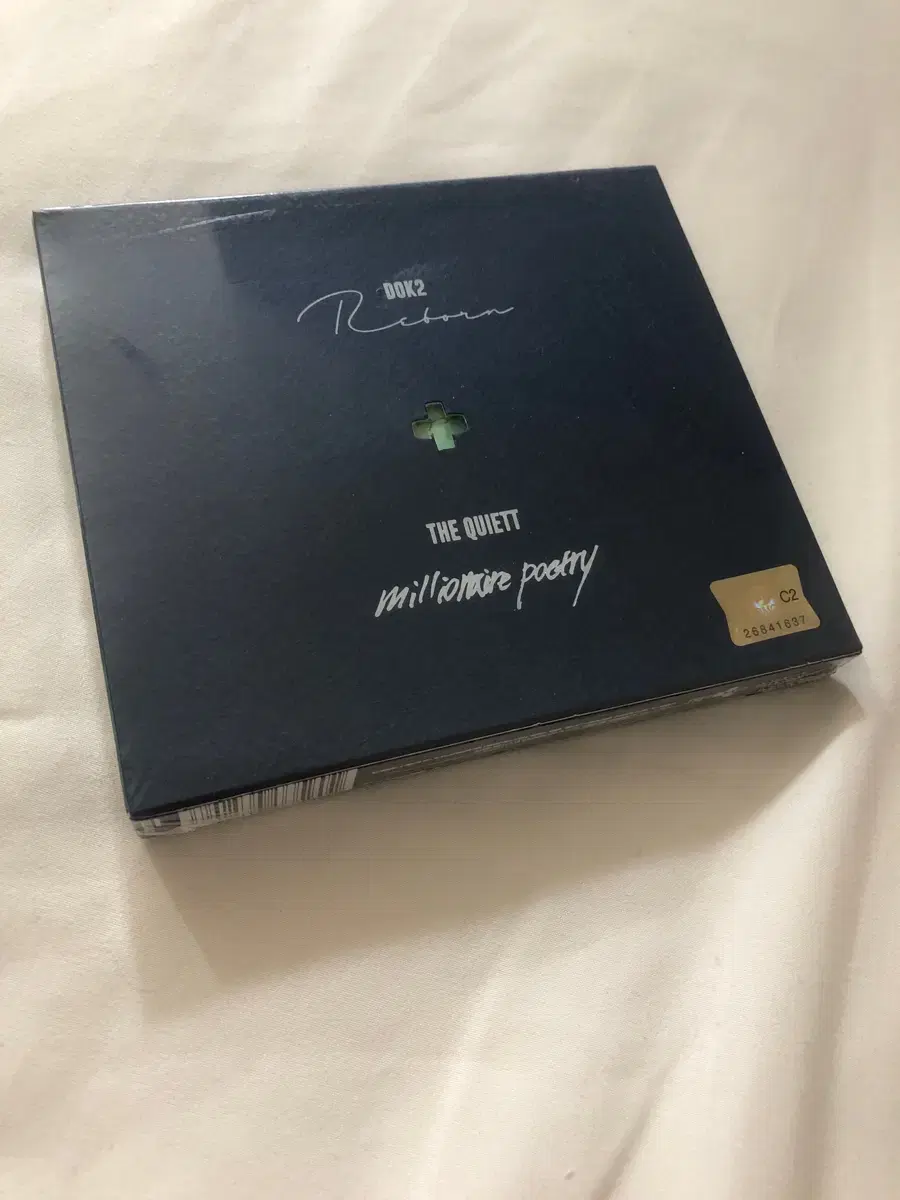 DOK2
Reborn
THE QUIETT
millionaire poetry
C2
26841637